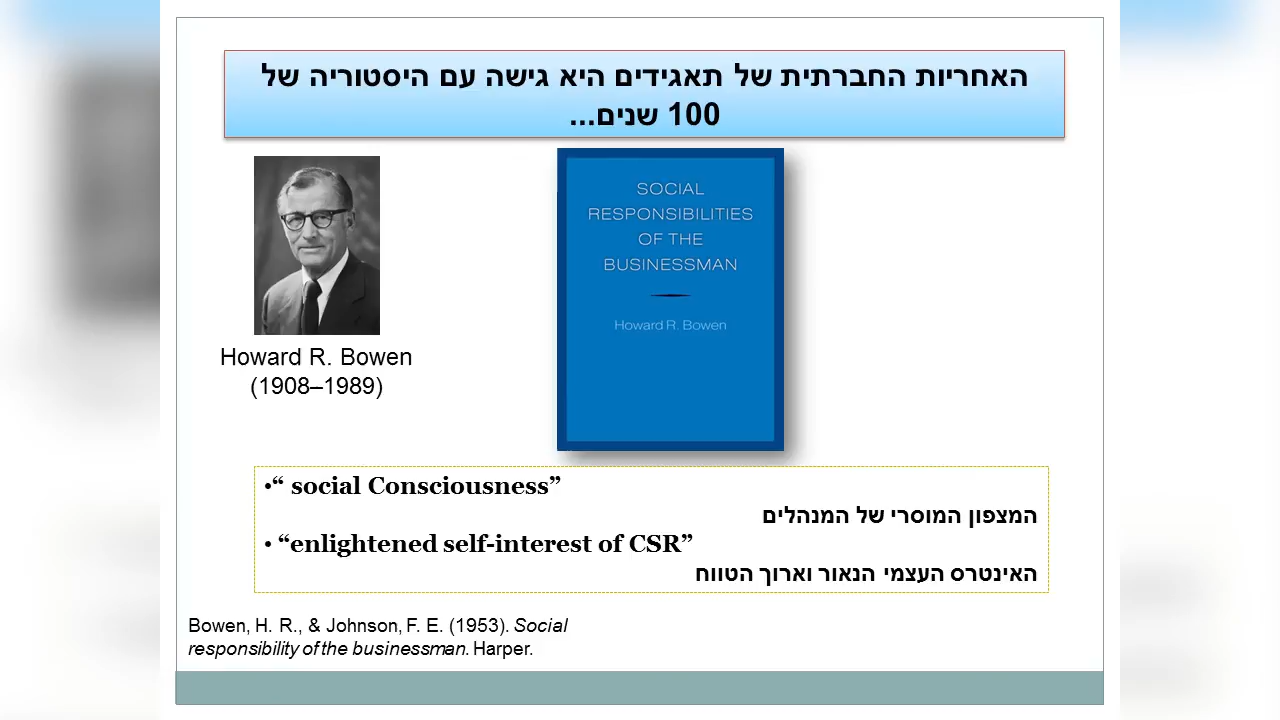 האחריות החברתית של תאגידים היא גישה עם היסטוריה של
100 שנים...
SOCIAL
RESPONSIBILITIES
OF THE
BUSINESSMAN
Howard R. Bowen
Howard R. Bowen
(1908–1989)
•“ social Consciousness”
המצפון המוסרי של המנהלים
• “enlightened self-interest of CSR”
האינטרס העצמי הנאור וארוך הטווח
Bowen, H. R., & Johnson, F. E. (1953). Social
responsibility of the businessman. Harper.